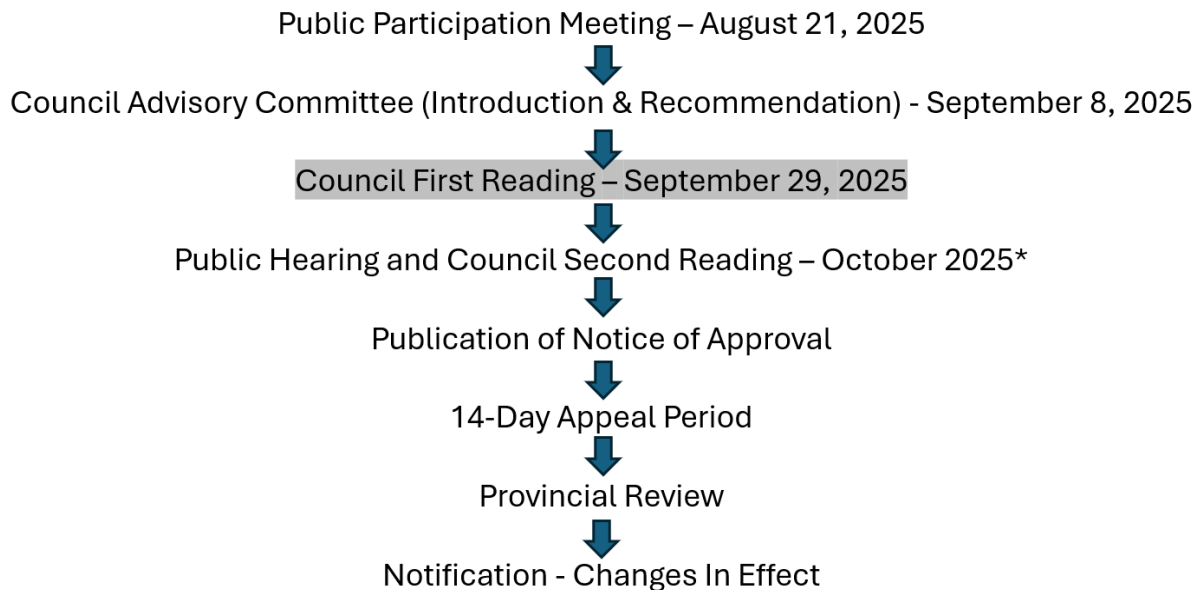 Public Participation Meeting – August 21, 2025
Council Advisory Committee (Introduction & Recommendation) - September 8, 2025
Council First Reading – September 29, 2025
Public Hearing and Council Second Reading – October 2025*
Publication of Notice of Approval
14-Day Appeal Period
Provincial Review
Notification - Changes In Effect